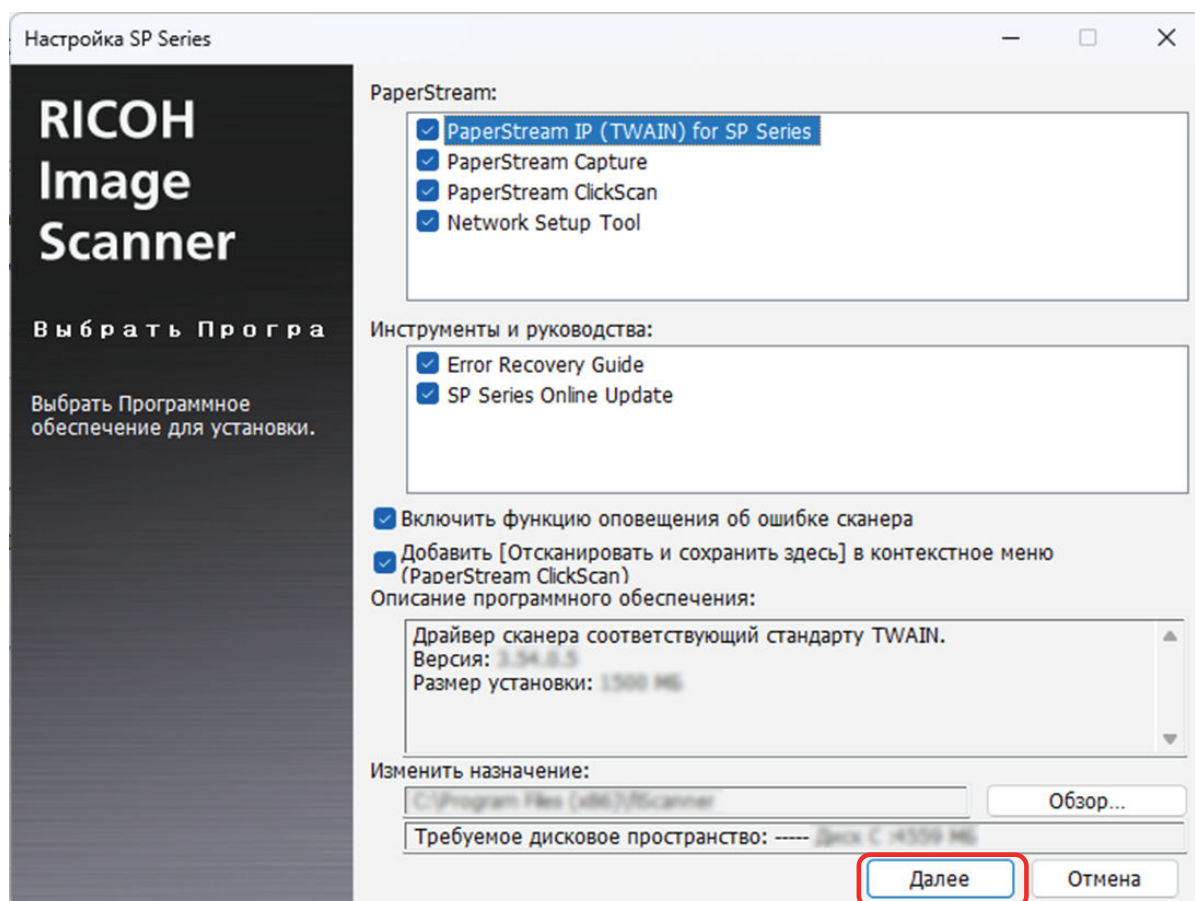 Настройка SP Series
RICOH
Image
Scanner
Выбрать Програ
Выбрать Программное
обеспечение для установки.
PaperStream:
PaperStream IP (TWAIN) for SP Series
PaperStream Capture
PaperStream ClickScan
Network Setup Tool
Инструменты и руководства:
Error Recovery Guide
SP Series Online Update
Включить функцию оповещения об ошибке сканера
Добавить [Отсканировать и сохранить здесь] в контекстное меню
(PaperStream ClickScan)
Описание программного обеспечения:
Драйвер сканера соответствующий стандарту TWAIN.
Версия:
Размер установки:
Изменить назначение:
Обзор...
Требуемое дисковое пространство: -----
Далее
Отмена